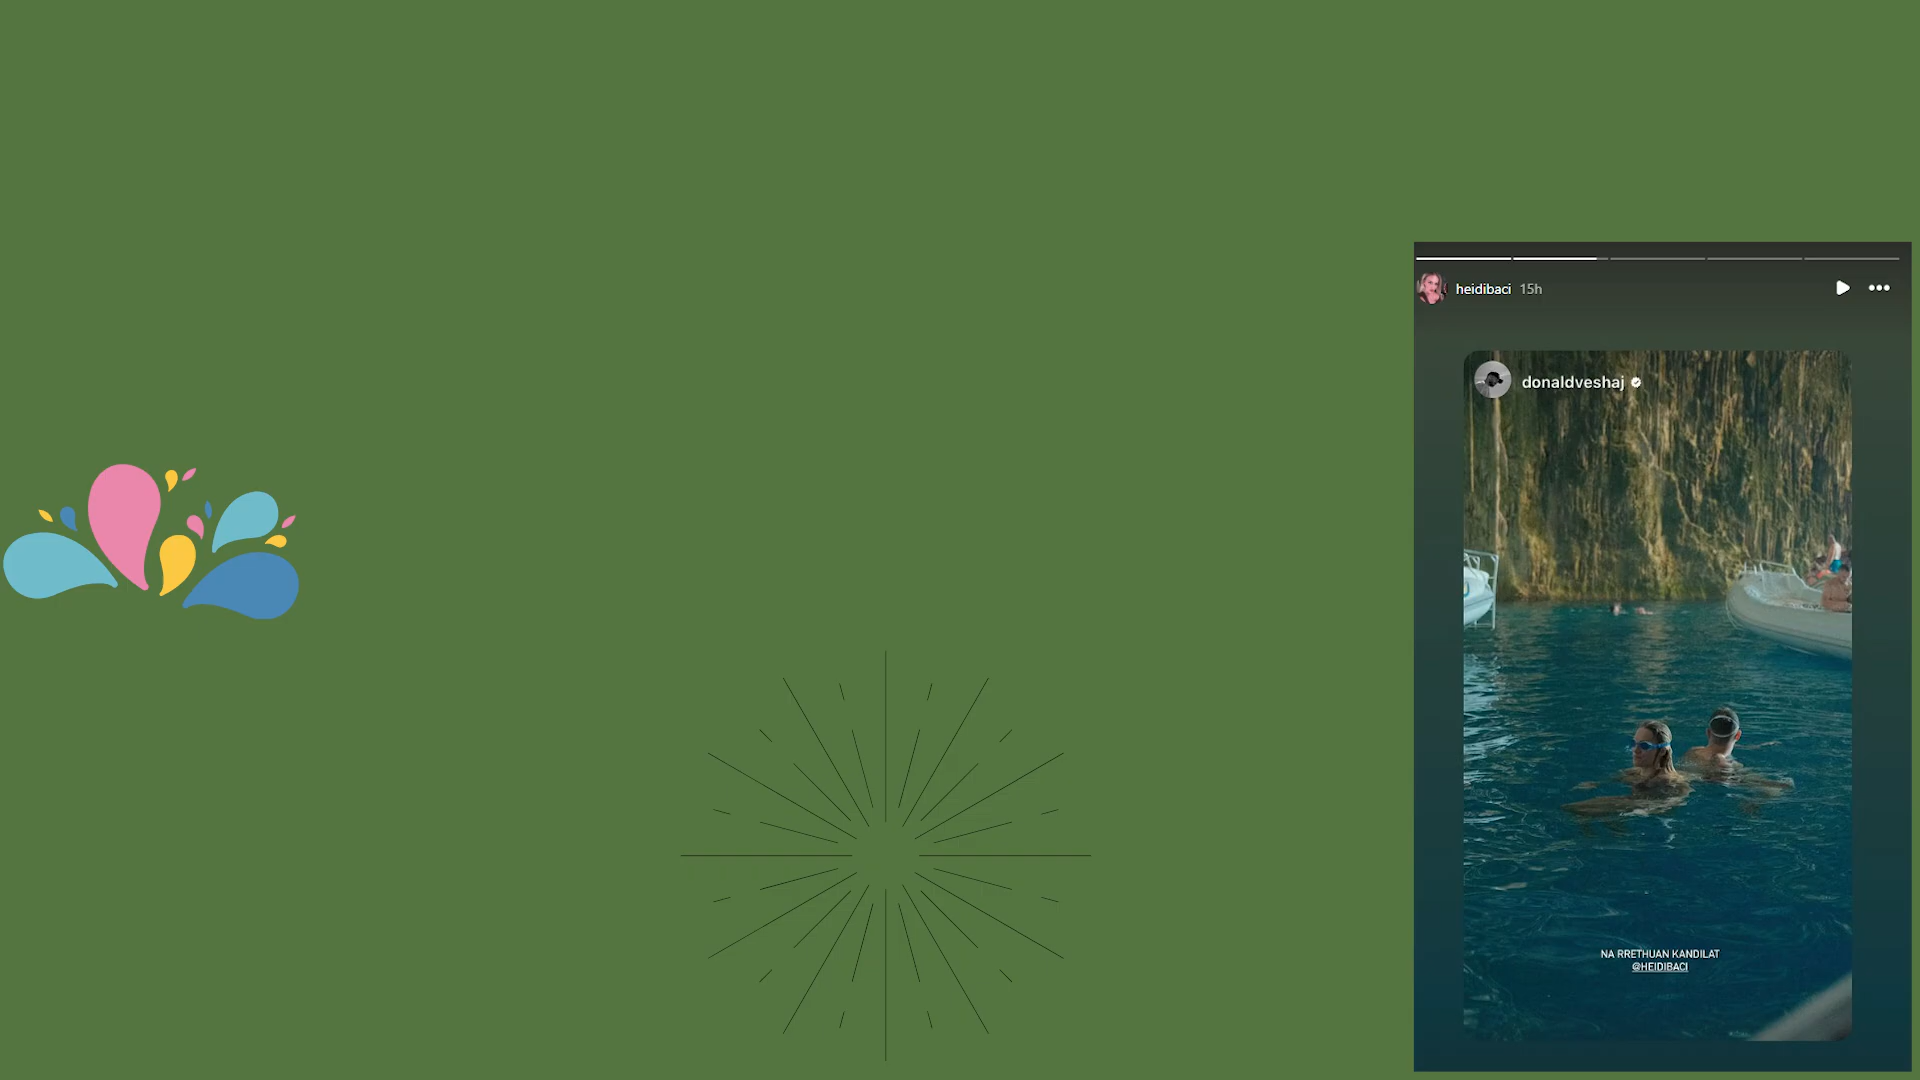 heidibaci 15h
donaldveshaj
NA RRETHUAN KANDILAT
@HEIDIBACI